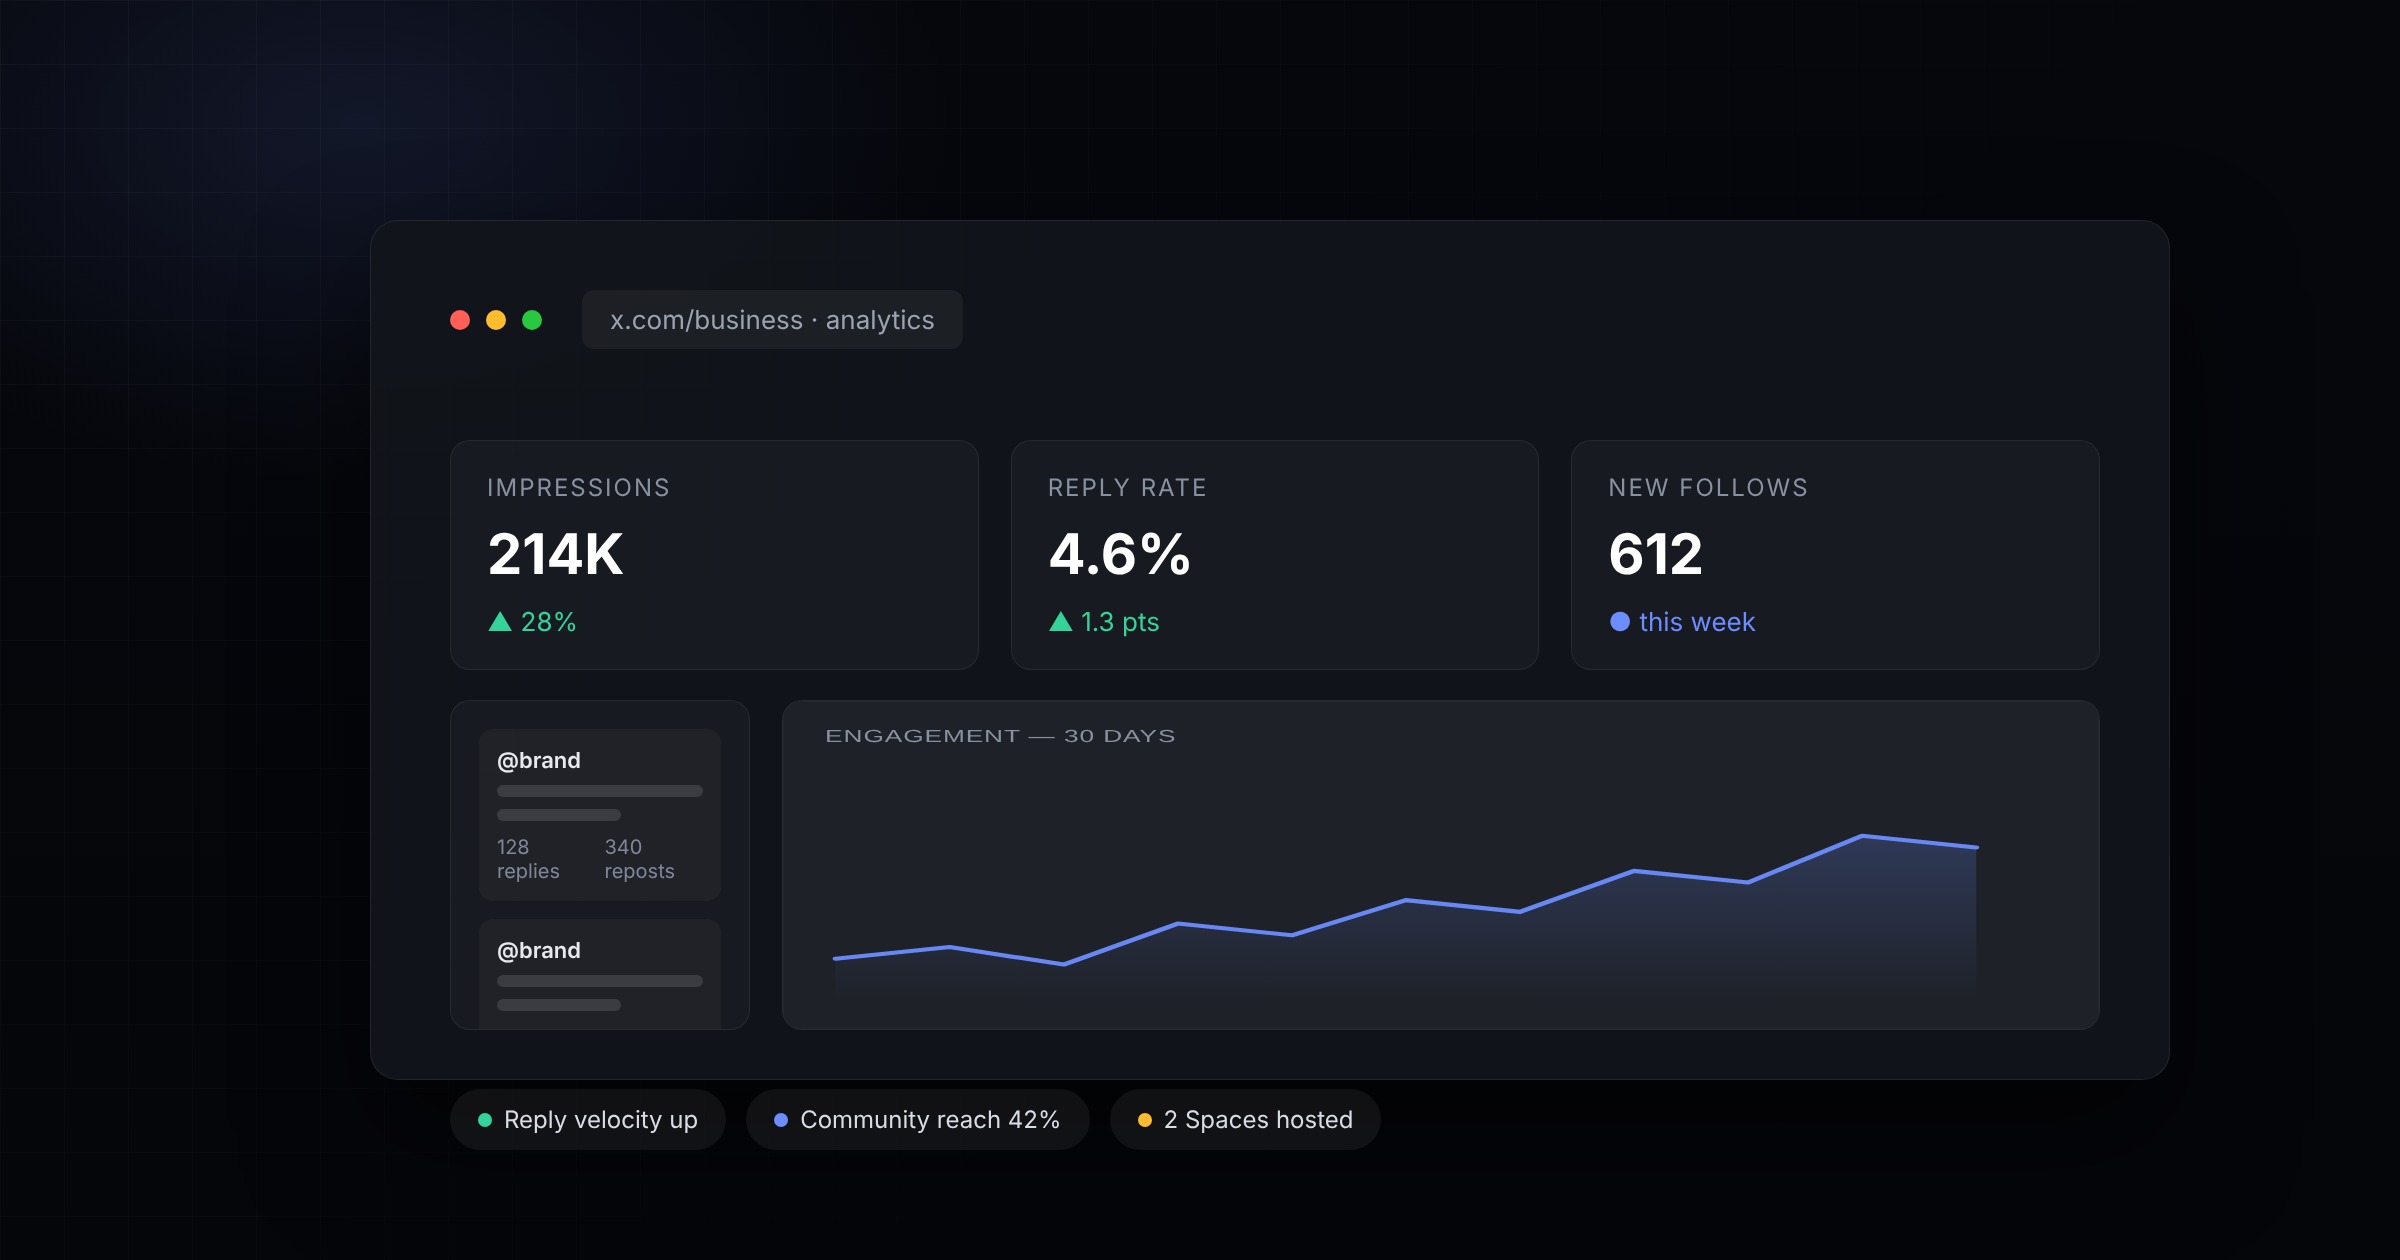 x.com/business · analytics
IMPRESSIONS
214K
▲ 28%
REPLY RATE
4.6%
▲ 1.3 pts
NEW FOLLOWS
612
● this week
@brand
128 replies
340 reposts
@brand
ENGAGEMENT — 30 DAYS
Reply velocity up
Community reach 42%
2 Spaces hosted